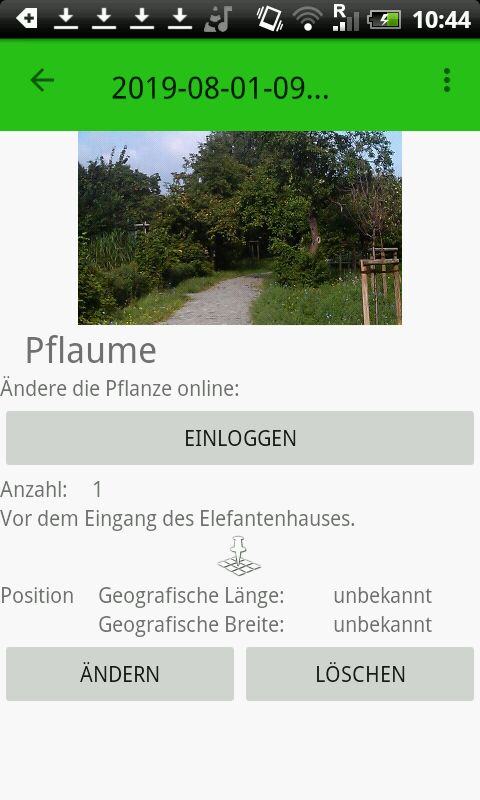 R
10:44
2019-08-01-09...
Pflaume
Ändere die Pflanze online:
EINLOGGEN
Anzahl: 1
Vor dem Eingang des Elefantenhauses.
Position Geografische Länge: unbekannt
Geografische Breite: unbekannt
ÄNDERN LÖSCHEN